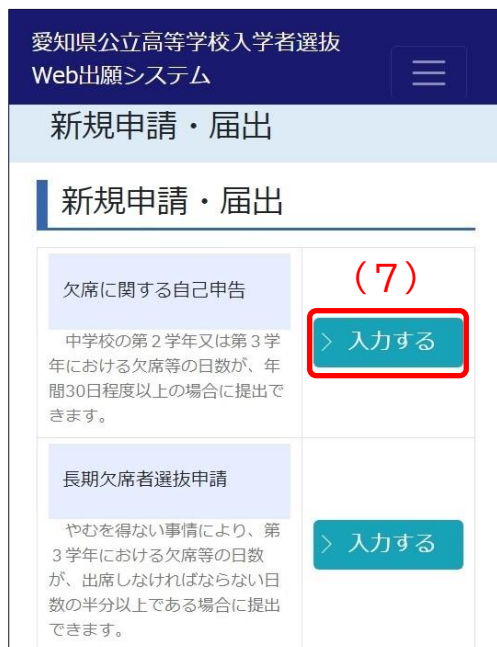 愛知県公立高等学校入学者選抜
Web出願システム
新規申請・届出
新規申請・届出
欠席に関する自己申告
(7)
> 入力する
中学校の第２学年又は第３学
年における欠席等の日数が、年
間30日程度以上の場合に提出で
きます。
長期欠席者選抜申請
> 入力する
やむを得ない事情により、第
３学年における欠席等の日数
が、出席しなければならない日
数の半分以上である場合に提出
できます。